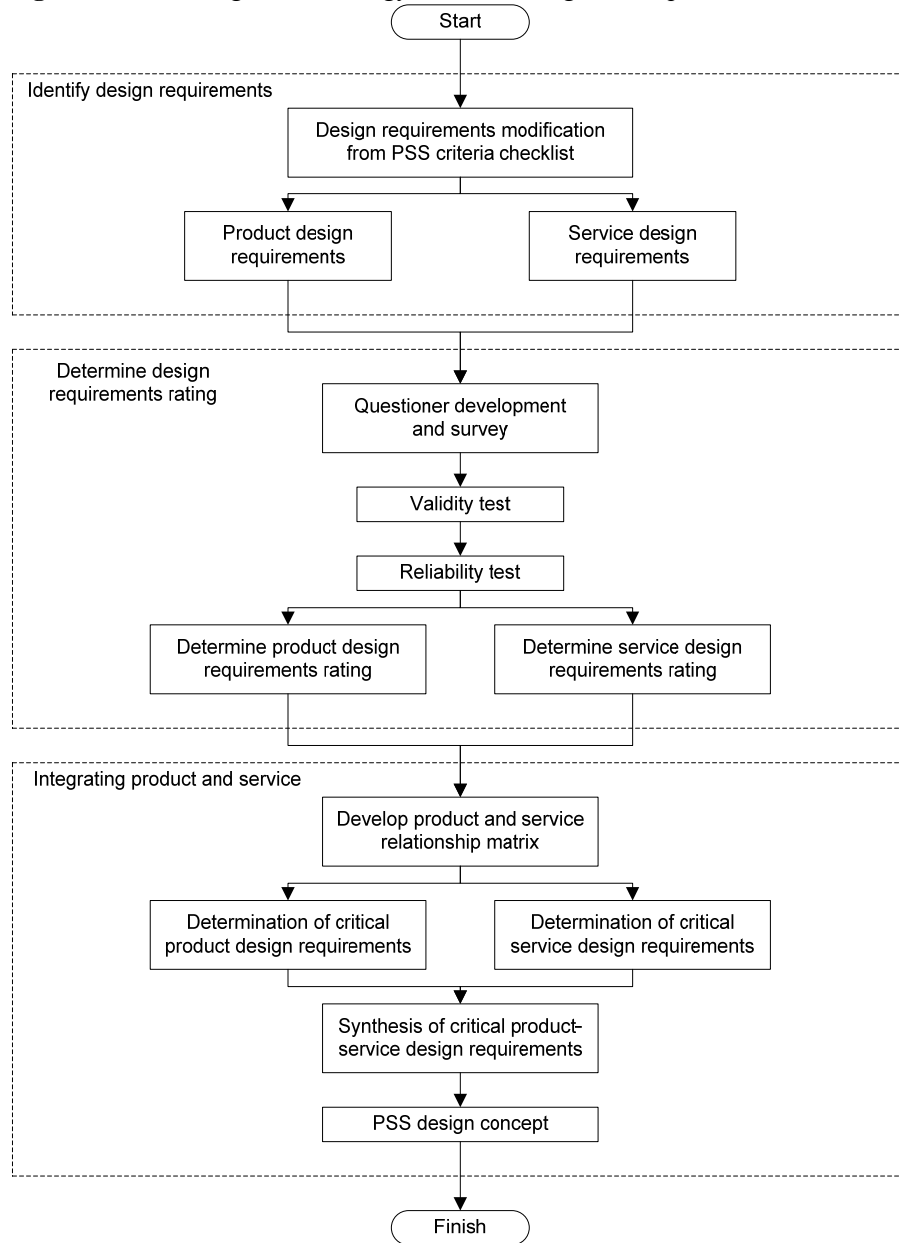 Start
Identify design requirements
Design requirements modification
from PSS criteria checklist
Product design
requirements
Service design
requirements
Determine design
requirements rating
Questioner development
and survey
Validity test
Reliability test
Determine product design
requirements rating
Determine service design
requirements rating
Integrating product and service
Develop product and service
relationship matrix
Determination of critical
product design requirements
Determination of critical
service design requirements
Synthesis of critical product–
service design requirements
PSS design concept
Finish